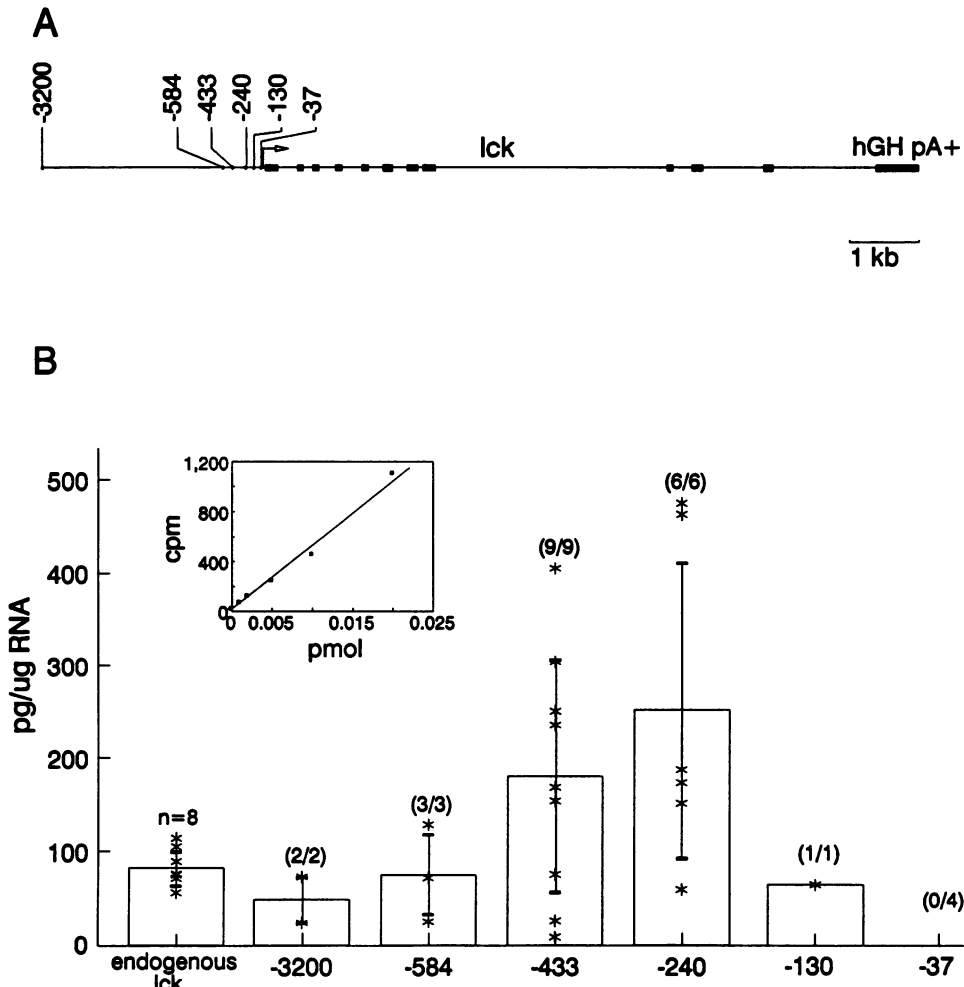 A
-3200
-584
-433
-240
-130
-37
lck
hGH pA+
1 kb
B
pg/ug RNA
500
400
300
200
100
0
cpm
1,200
800
400
0
0 0.005 0.015 0.025
pmol
n=8
(2/2)
(3/3)
(9/9)
(6/6)
(1/1)
(0/4)
endogenous
lck
-3200
-584
-433
-240
-130
-37